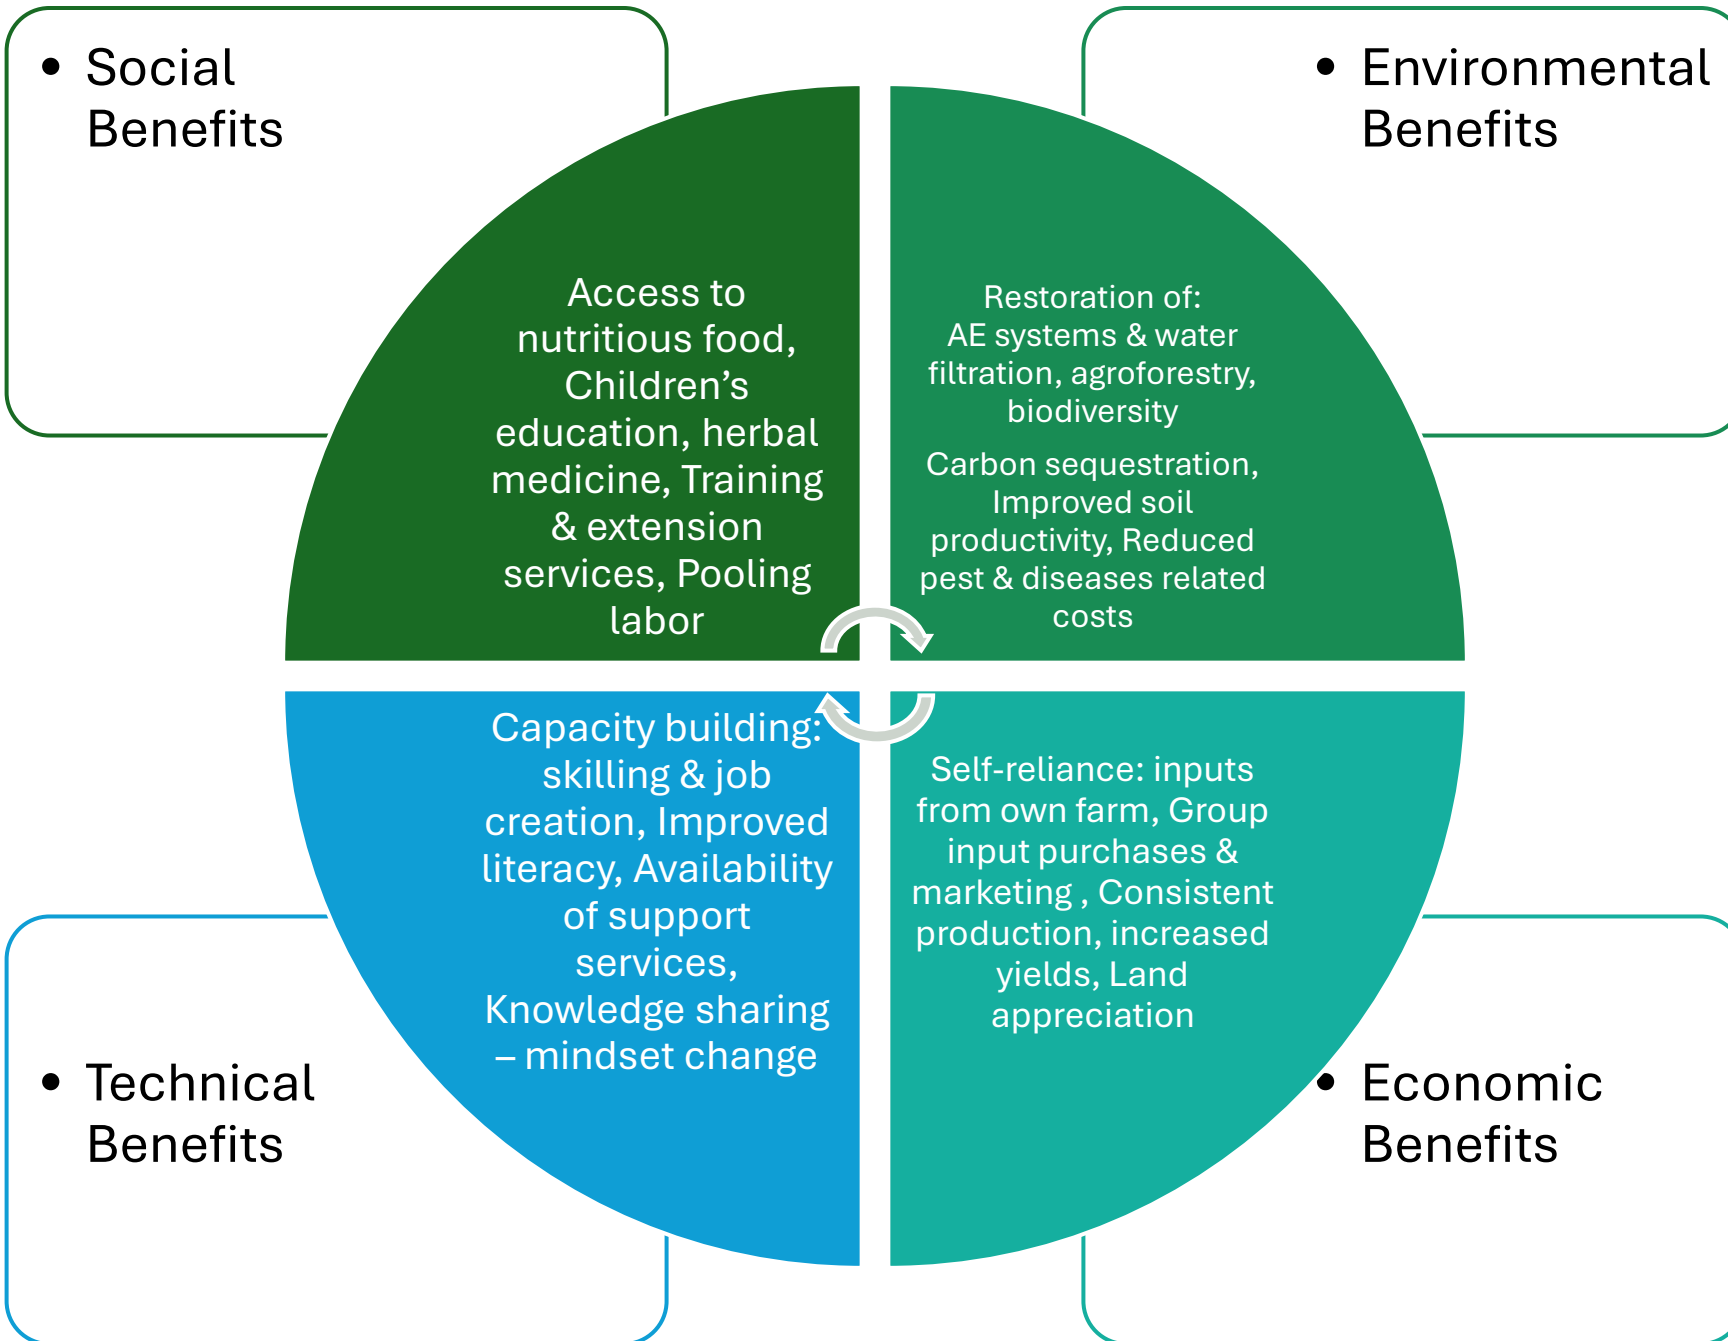 • Social
Benefits
Access to
nutritious food,
Children’s
education, herbal
medicine, Training
& extension
services, Pooling
labor
• Environmental
Benefits
Restoration of:
AE systems & water
filtration, agroforestry,
biodiversity
Carbon sequestration,
Improved soil
productivity, Reduced
pest & diseases related
costs
• Technical
Benefits
Capacity building:
skilling & job
creation, Improved
literacy, Availability
of support
services,
Knowledge sharing
– mindset change
• Economic
Benefits
Self-reliance: inputs
from own farm, Group
input purchases &
marketing , Consistent
production, increased
yields, Land
appreciation